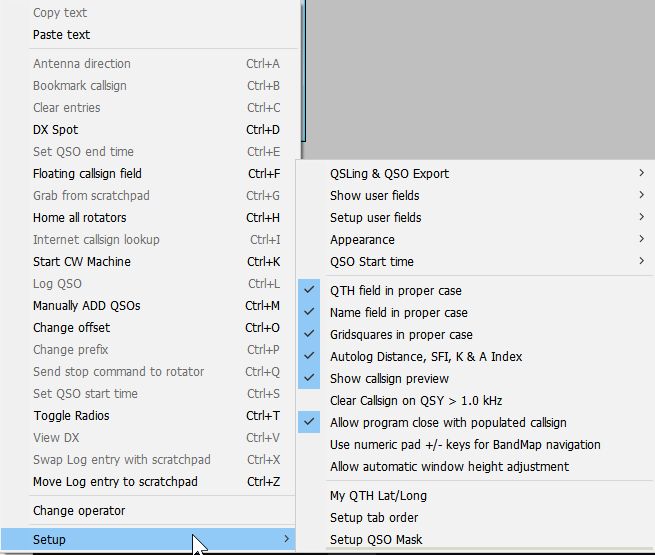 Copy text
Paste text
Antenna direction Ctrl+A
Bookmark callsign Ctrl+B
Clear entries Ctrl+C
DX Spot Ctrl+D
Set QSO end time Ctrl+E
Floating callsign field Ctrl+F
Grab from scratchpad Ctrl+G
Home all rotators Ctrl+H
Internet callsign lookup Ctrl+I
Start CW Machine Ctrl+K
Log QSO Ctrl+L
Manually ADD QSOs Ctrl+M
Change offset Ctrl+O
Change prefix Ctrl+P
Send stop command to rotator Ctrl+Q
Set QSO start time Ctrl+S
Toggle Radios Ctrl+T
View DX Ctrl+V
Swap Log entry with scratchpad Ctrl+X
Move Log entry to scratchpad Ctrl+Z
Change operator
Setup
QSLing & QSO Export
Show user fields
Setup user fields
Appearance
QSO Start time
QTH field in proper case
Name field in proper case
Gridsquares in proper case
Autolog Distance, SFI, K & A Index
Show callsign preview
Clear Callsign on QSY > 1.0 kHz
Allow program close with populated callsign
Use numeric pad +/- keys for BandMap navigation
Allow automatic window height adjustment
My QTH Lat/Long
Setup tab order
Setup QSO Mask